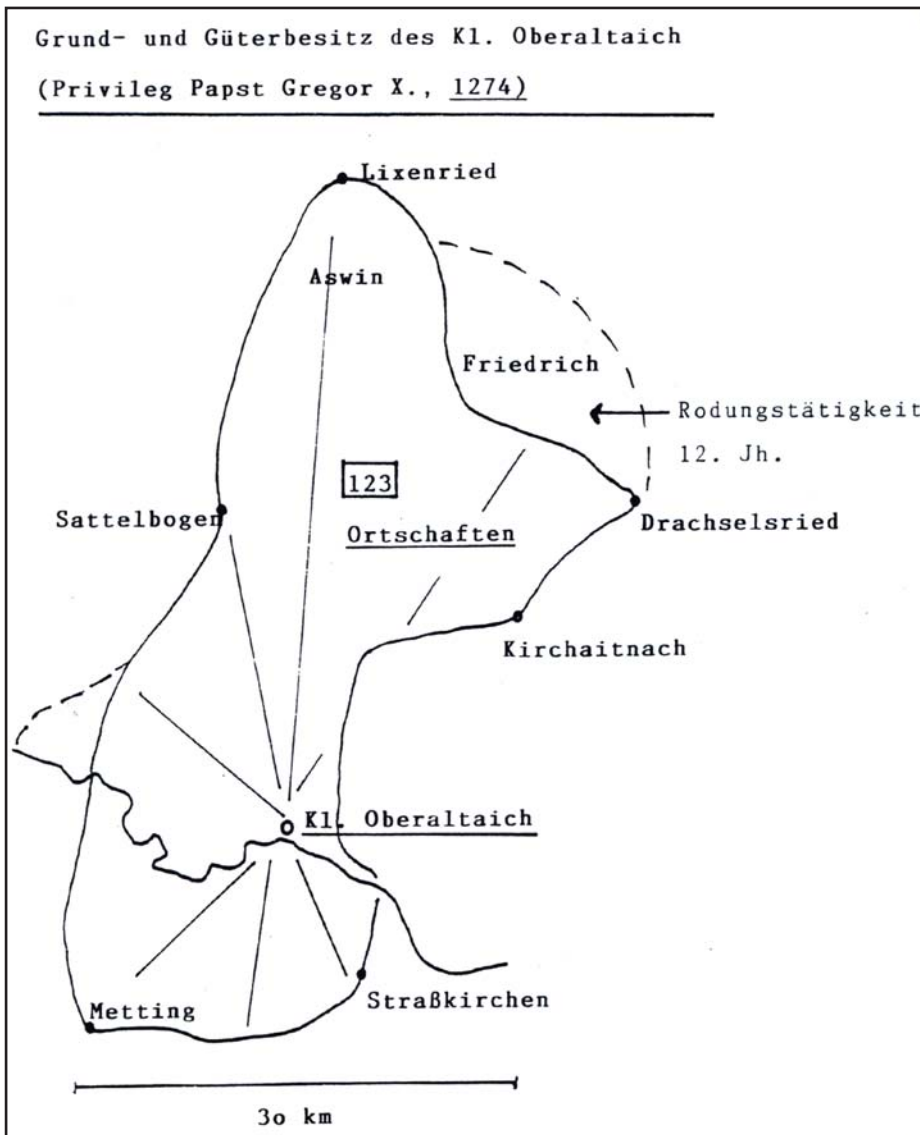 Grund- und Güterbesitz des Kl. Oberaltaich
(Privileg Papst Gregor X., 1274)
Lixenried
Aswin
Friedrich
Rodungstätigkeit
12. Jh.
123
Ortschaften
Sattelbogen
Drachselsried
Kirchaitnach
Kl. Oberaltaich
Straßkirchen
Metting
3o km